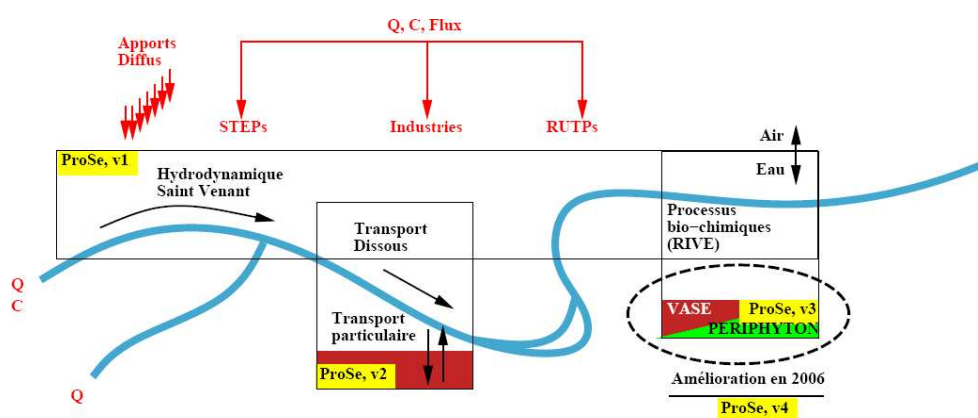 Q, C, Flux
Apports
Diffus
STEPs
Industries
RUTPs
Air
Eau
ProSe, v1
Hydrodynamique
Saint Venant
Transport
Dissous
Processus
bio-chimiques
(RIVE)
Q
C
Transport
particulaire
VASE
ProSe, v3
PERIPHYTON
ProSe, v2
Amélioration en 2006
Q
ProSe, v4